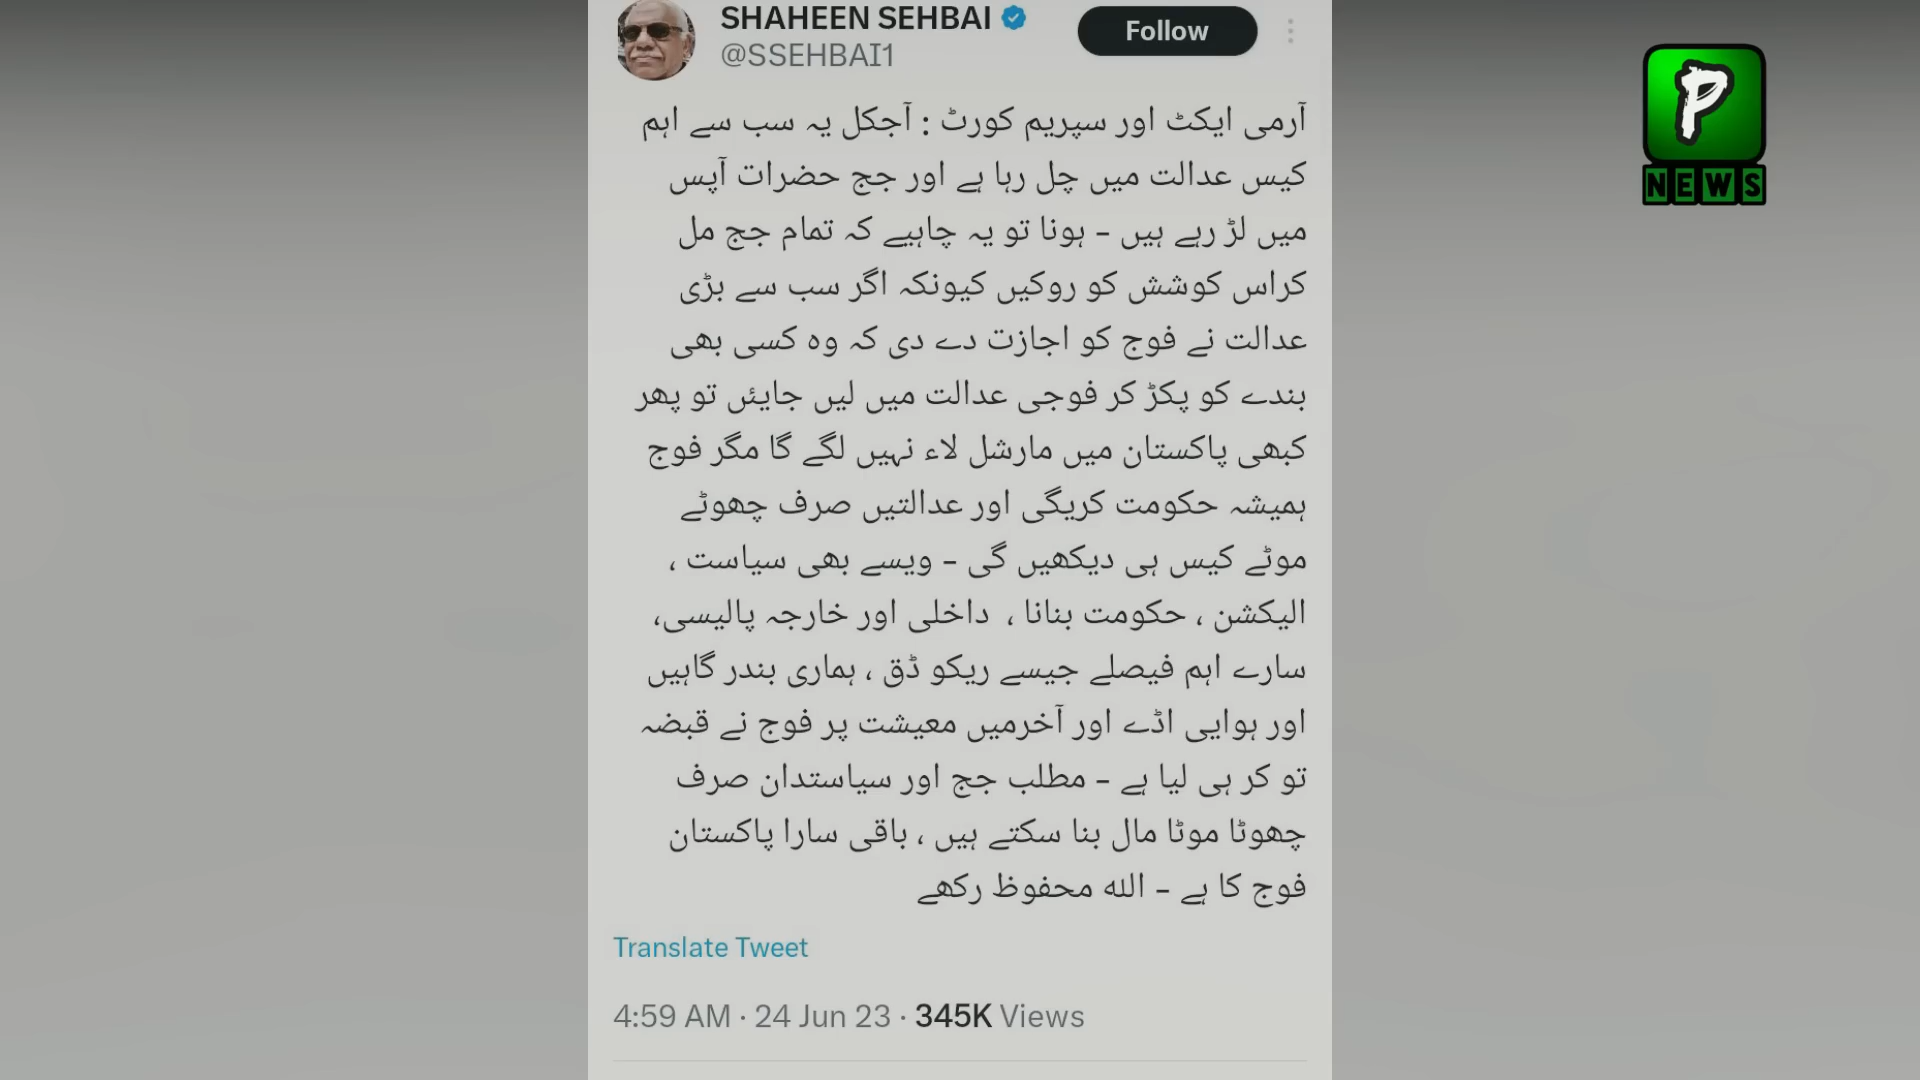 SHAHEEN SEHBAI
@SSEHBAI1
Follow
آرمی ایکٹ اور سپریم کورٹ : آجکل یہ سب سے اہم
کیس عدالت میں چل رہا ہے اور جج حضرات آپس
میں لڑ رہے ہیں - ہونا تو یہ چاہیے کہ تمام جج مل
کراس کوشش کو روکیں کیونکہ اگر سب سے بڑی
عدالت نے فوج کو اجازت دے دی کہ وہ کسی بھی
بندے کو پکڑ کر فوجی عدالت میں لیں جایئں تو پھر
کبھی پاکستان میں مارشل لاء نہیں لگے گا مگر فوج
ہمیشہ حکومت کریگی اور عدالتیں صرف چھوٹے
موٹے کیس ہی دیکھیں گی - ویسے بھی سیاست ،
الیکشن ، حکومت بنانا ، داخلی اور خارجہ پالیسی،
سارے اہم فیصلے جیسے ریکو ڈق ، ہماری بندر گاہیں
اور ہوایی اڈے اور آخرمیں معیشت پر فوج نے قبضہ
تو کر ہی لیا ہے - مطلب جج اور سیاستدان صرف
چھوٹا موٹا مال بنا سکتے ہیں ، باقی سارا پاکستان
فوج کا ہے - الله محفوظ رکھے
Translate Tweet
4:59 AM · 24 Jun 23 · 345K Views
P
NEWS